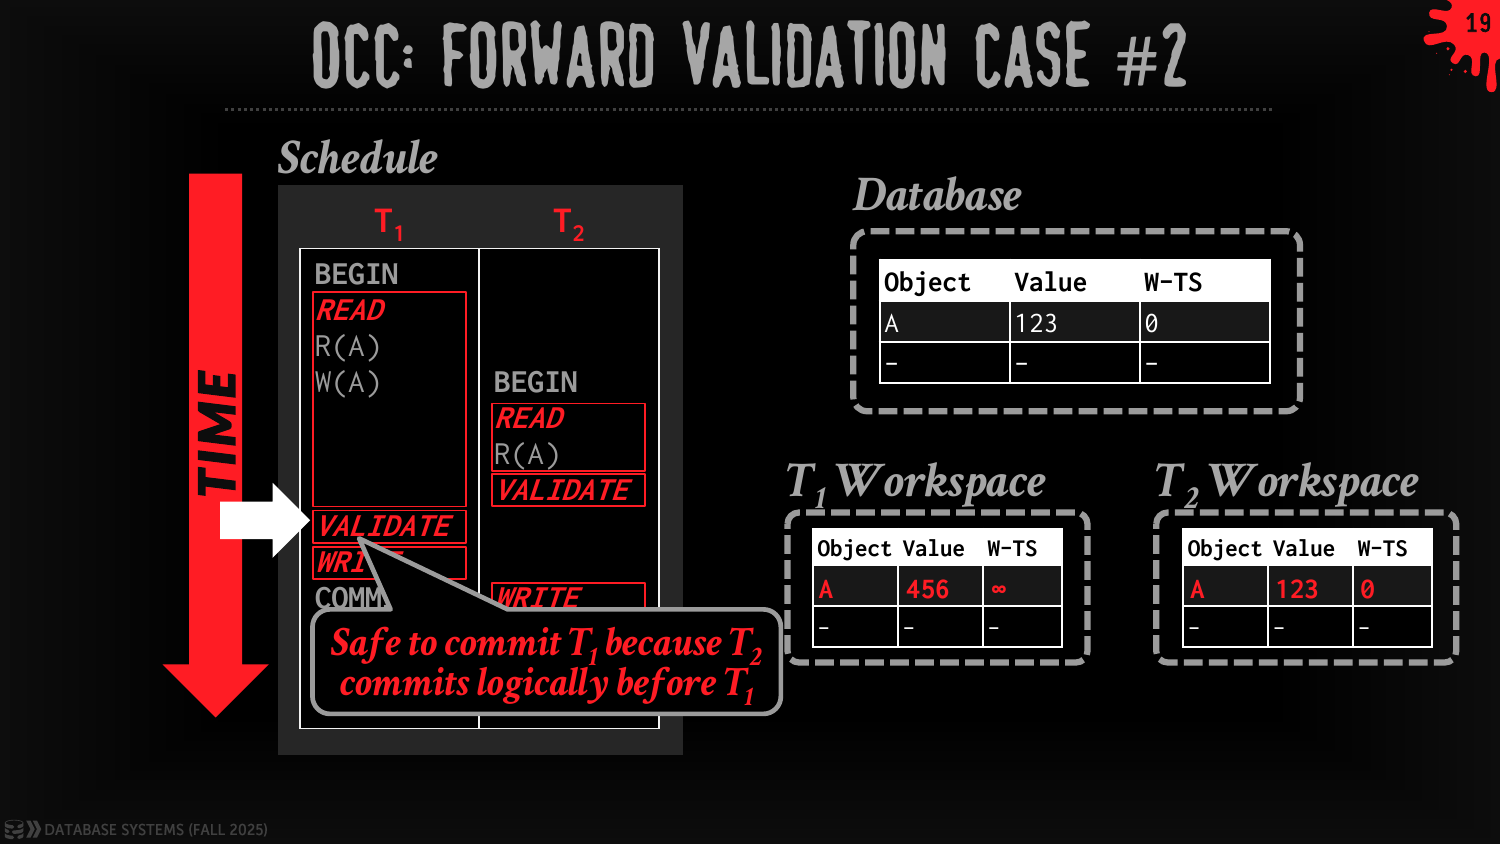 OCC: FORWARD VALIDATION CASE #2
19
Schedule
T1
T2
BEGIN
READ
R(A)
W(A)
VALIDATE
WRI
COMM
BEGIN
READ
R(A)
VALIDATE
WRITE
TIME
Safe to commit T1 because T2
commits logically before T1
Database
Object Value W-TS
A 123 0
- - -
T1 Workspace
Object Value W-TS
A 456 ∞
- - -
T2 Workspace
Object Value W-TS
A 123 0
- - -
DATABASE SYSTEMS (FALL 2025)